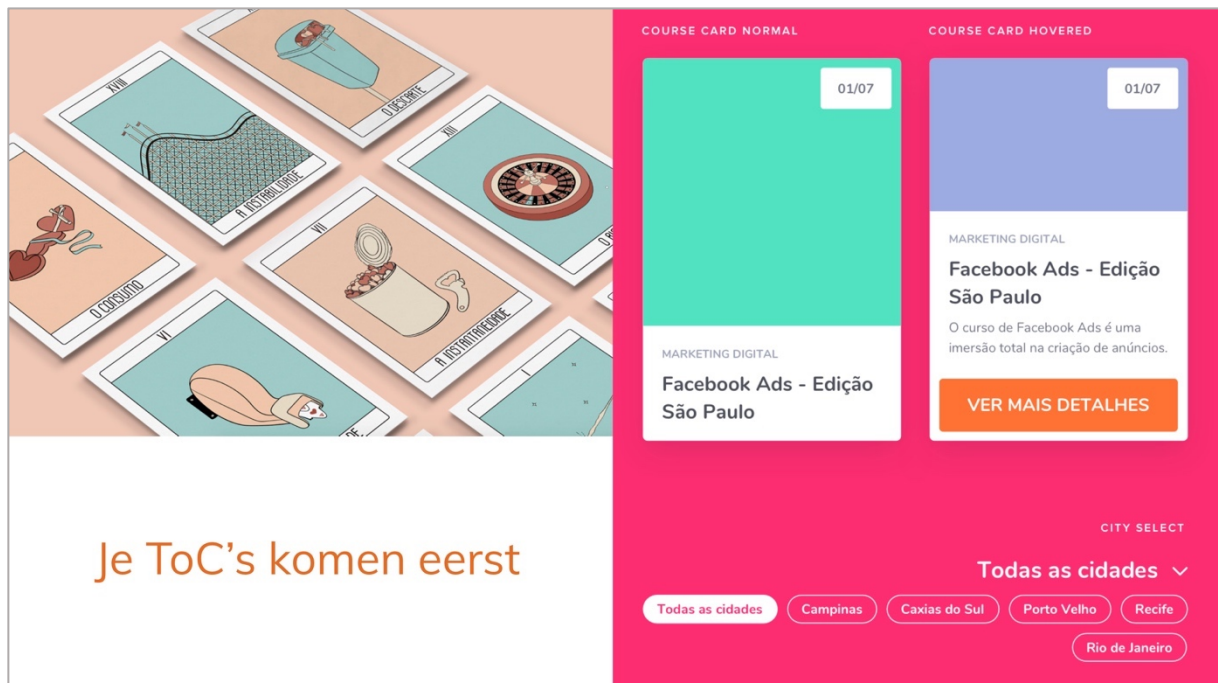 O DESCARTE
XVIII
A INSTABILIDADE
XIII
O CONSUMO
VII
A INSTANTANEIDADE
VI
I
Je ToC’s komen eerst
COURSE CARD NORMAL
01/07
MARKETING DIGITAL
Facebook Ads - Edição
São Paulo
COURSE CARD HOVERED
01/07
MARKETING DIGITAL
Facebook Ads - Edição
São Paulo
O curso de Facebook Ads é uma
imersão total na criação de anúncios.
VER MAIS DETALHES
CITY SELECT
Todas as cidades
Todas as cidades Campinas Caxias do Sul Porto Velho Recife
Rio de Janeiro